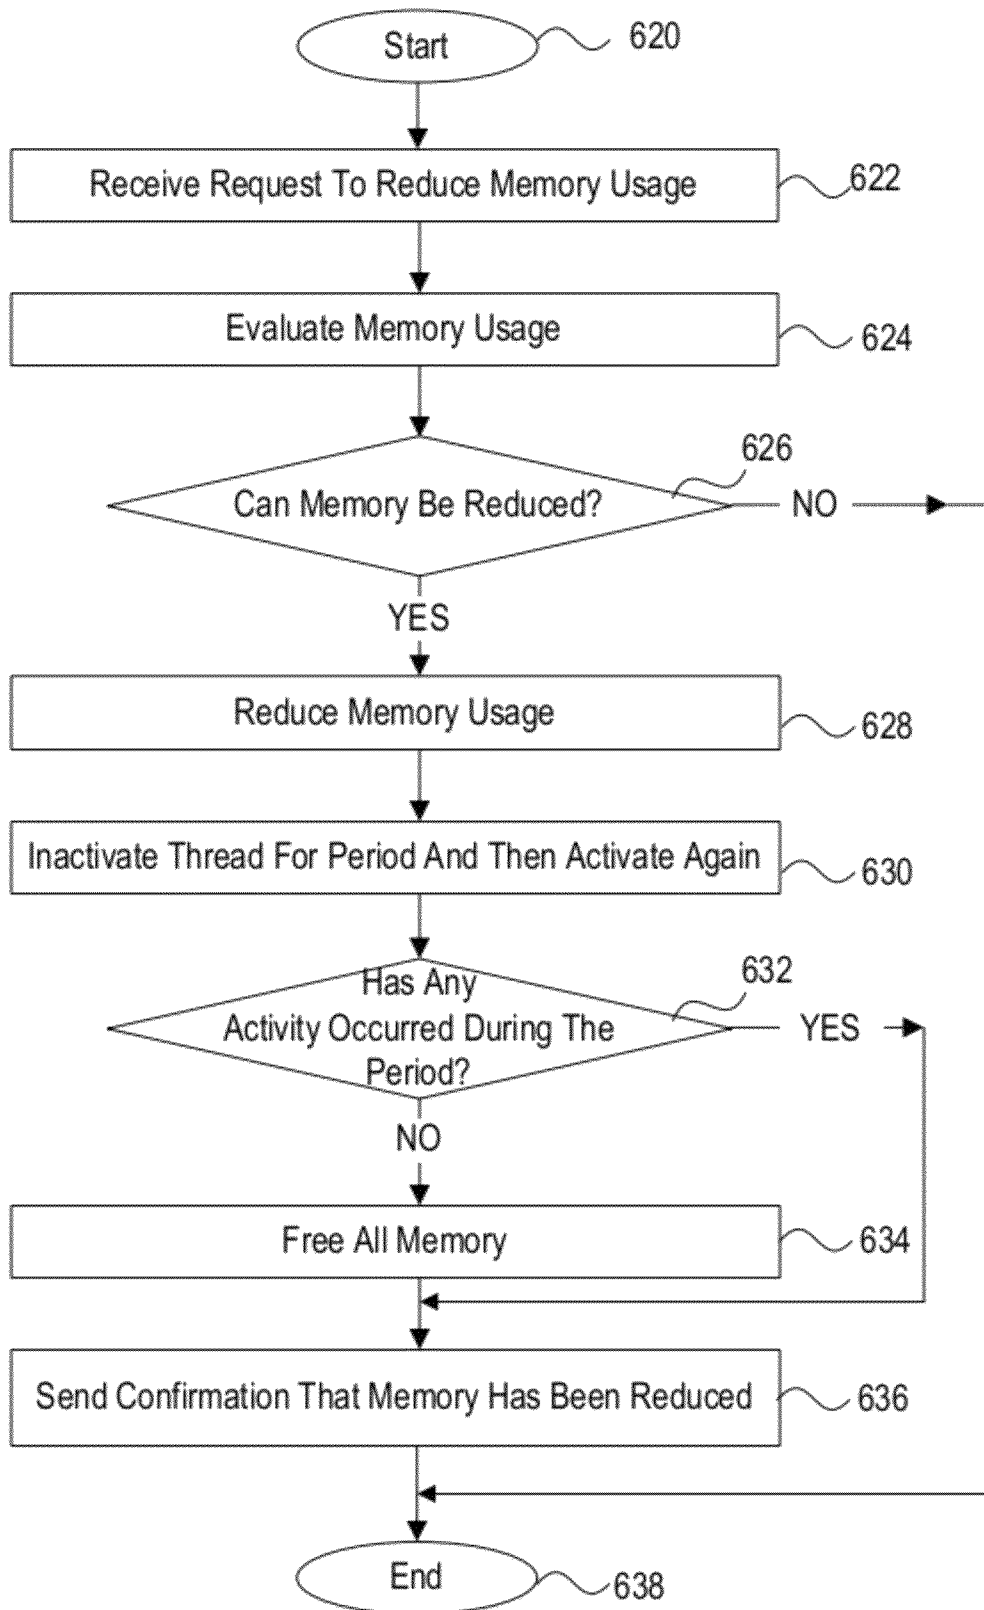 Start
620
Receive Request To Reduce Memory Usage
622
Evaluate Memory Usage
624
626
Can Memory Be Reduced?
NO
YES
Reduce Memory Usage
628
Inactivate Thread For Period And Then Activate Again
630
632
Has Any
Activity Occurred During The
Period?
YES
NO
Free All Memory
634
Send Confirmation That Memory Has Been Reduced
636
End
638